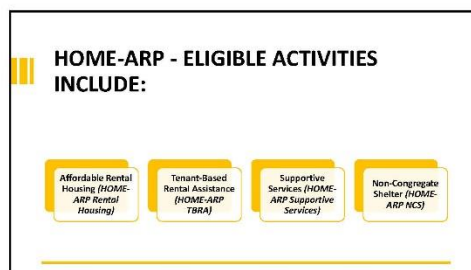 HOME-ARP - ELIGIBLE ACTIVITIES
INCLUDE:
Affordable Rental
Housing (HOME-
ARP Rental
Housing)
Tenant-Based
Rental Assistance
(HOME-ARP
TBRA)
Supportive
Services (HOME-
ARP Supportive
Services)
Non-Congregate
Shelter (HOME-
ARP NCS)